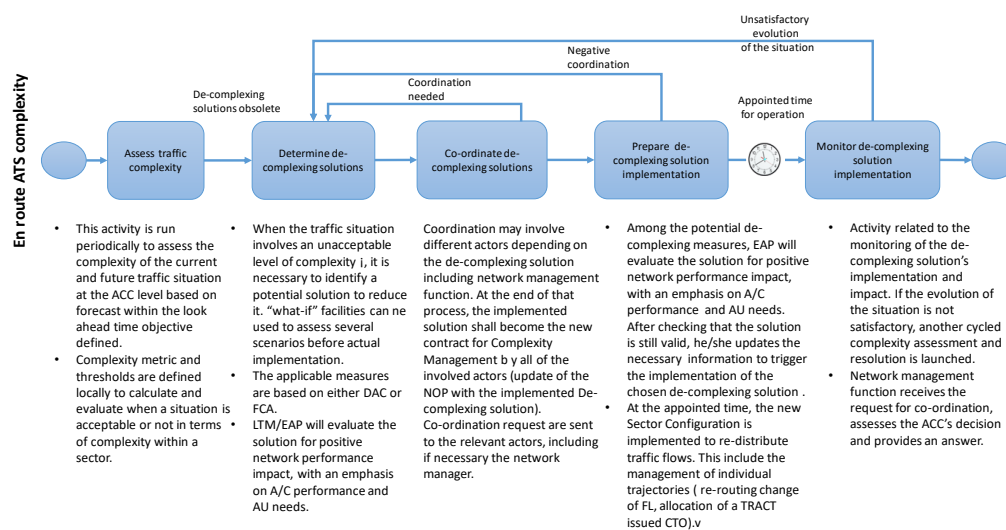 En route ATS complexity
Unsatisfactory
evolution
of the situation
Negative
coordination
Coordination
needed
De-complexing
solutions obsolete
Appointed time
for operation
Assess traffic
complexity
Determine de-
complexing solutions
Co-ordinate de-
complexing solutions
Prepare de-
complexing solution
implementation
Monitor de-complexing
solution
implementation
• This activity is run
periodically to assess the
complexity of the current
and future traffic situation
at the ACC level based on
forecast within the look
ahead time objective
defined.
• Complexity metric and
thresholds are defined
locally to calculate and
evaluate when a situation is
acceptable or not in terms
of complexity within a
sector.
• When the traffic situation
involves an unacceptable
level of complexity ¡, it is
necessary to identify a
potential solution to reduce
it. “what-if” facilities can be
used to assess several
scenarios before actual
implementation.
• The applicable measures
are based on either DAC or
FCA.
• LTM/EAP will evaluate the
solution for positive
network performance
impact, with an emphasis
on A/C performance and
AU needs.
Coordination may involve
different actors depending on
the de-complexing solution
including network management
function. At the end of that
process, the implemented
solution shall become the new
contract for Complexity
Management b y all of the
involved actors (update of the
NOP with the implemented De-
complexing solution).
Co-ordination request are sent
to the relevant actors, including
if necessary the network
manager.
• Among the potential de-
complexing measures, EAP will
evaluate the solution for positive
network performance impact,
with an emphasis on A/C
performance and AU needs.
After checking that the solution
is still valid, he/she updates the
necessary information to trigger
the implementation of the
chosen de-complexing solution .
• At the appointed time, the new
Sector Configuration is
implemented to re-distribute
traffic flows. This include the
management of individual
trajectories ( re-routing change
of FL, allocation of a TRACT
issued CTO).v
• Activity related to the
monitoring of the de-
complexing solution’s
implementation and
impact. If the evolution of
the situation is not
satisfactory, another cycled
complexity assessment and
resolution is launched.
• Network management
function receives the
request for co-ordination,
assesses the ACC’s decision
and provides an answer.